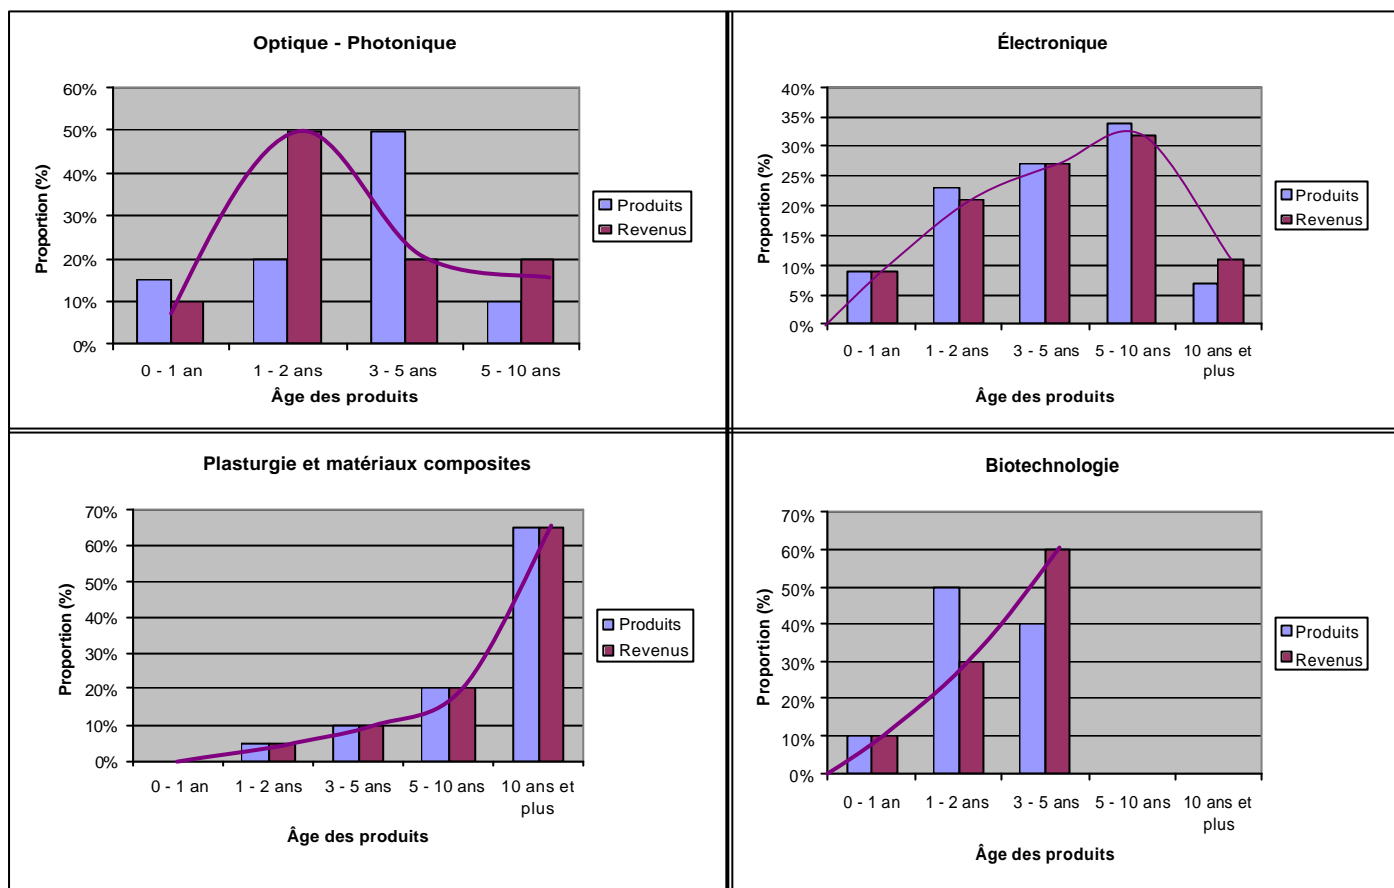 Optique - Photonique
60%
50%
40%
30%
20%
10%
0%
Proportion (%)
0 - 1 an
1 - 2 ans
3 - 5 ans
5 - 10 ans
Âge des produits
Produits
Revenus
Électronique
40%
35%
30%
25%
20%
15%
10%
5%
0%
Proportion (%)
0 - 1 an
1 - 2 ans
3 - 5 ans
5 - 10 ans
10 ans et
plus
Âge des produits
Produits
Revenus
Plasturgie et matériaux composites
70%
60%
50%
40%
30%
20%
10%
0%
Proportion (%)
0 - 1 an
1 - 2 ans
3 - 5 ans
5 - 10 ans
10 ans et
plus
Âge des produits
Produits
Revenus
Biotechnologie
70%
60%
50%
40%
30%
20%
10%
0%
Proportion (%)
0 - 1 an
1 - 2 ans
3 - 5 ans
5 - 10 ans
10 ans et
plus
Âge des produits
Produits
Revenus